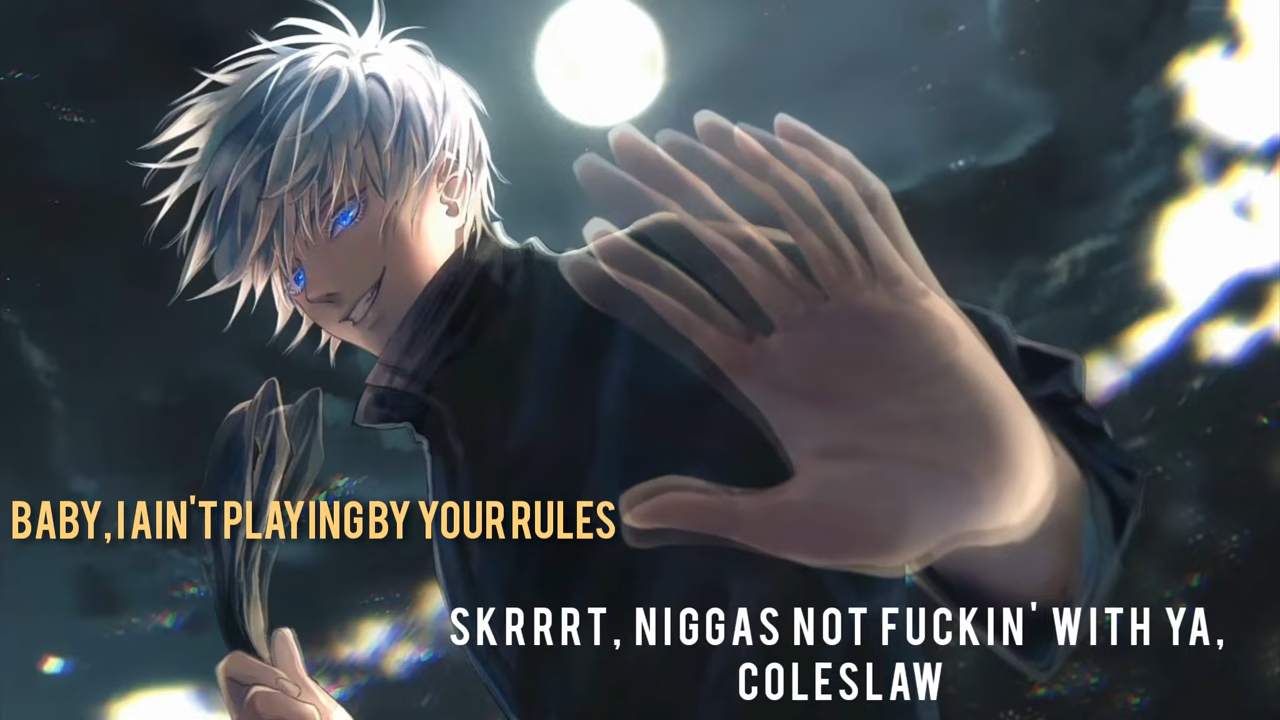 BABY, I AIN'T PLAYING BY YOUR RULES
SKRRRT, NIGGAS NOT FUCKIN' WITH YA,
COLESLAW